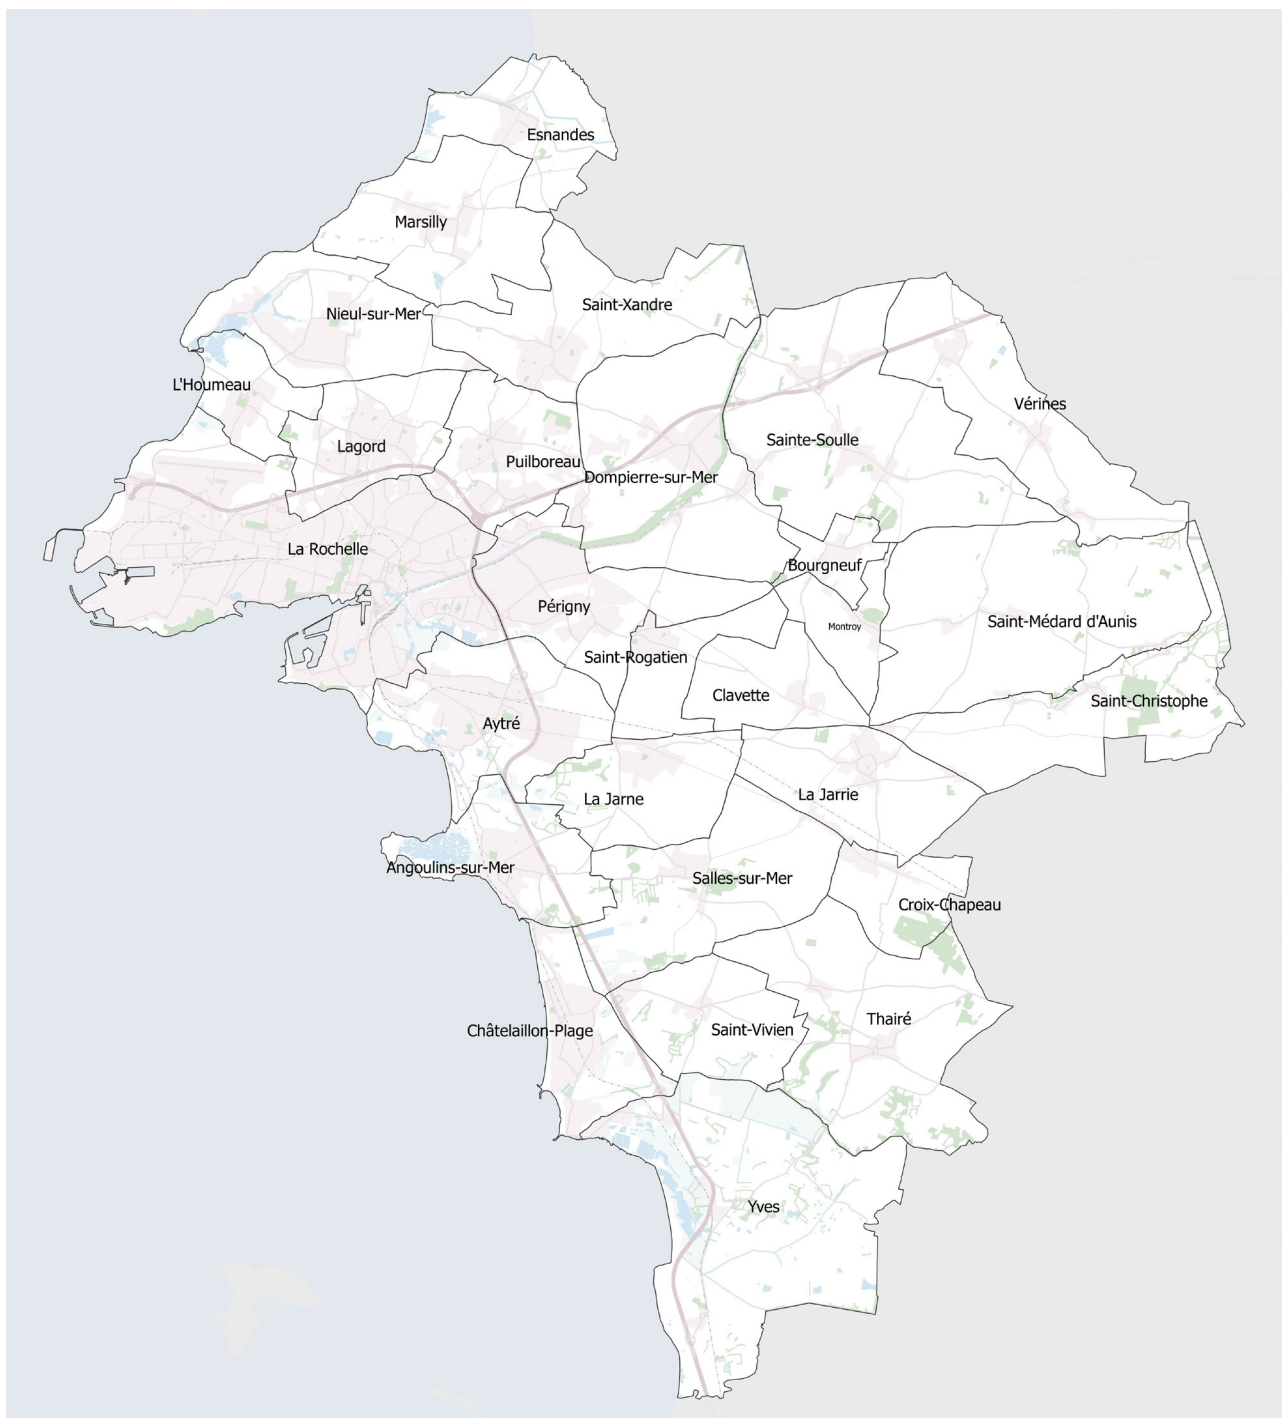 Esnandes
Marsilly
Saint-Xandre
Nieul-sur-Mer
L'Houmeau
Vérines
Sainte-Soulle
Lagord
Puilboreau
Dompierre-sur-Mer
La Rochelle
Bourgneuf
Périgny
Saint-Médard d'Aunis
Montroy
Saint-Rogatien
Clavette
Saint-Christophe
Aytré
La Jarrie
La Jarne
Angoulins-sur-Mer
Salles-sur-Mer
Croix-Chapeau
Thairé
Châtelaillon-Plage
Saint-Vivien
Yves